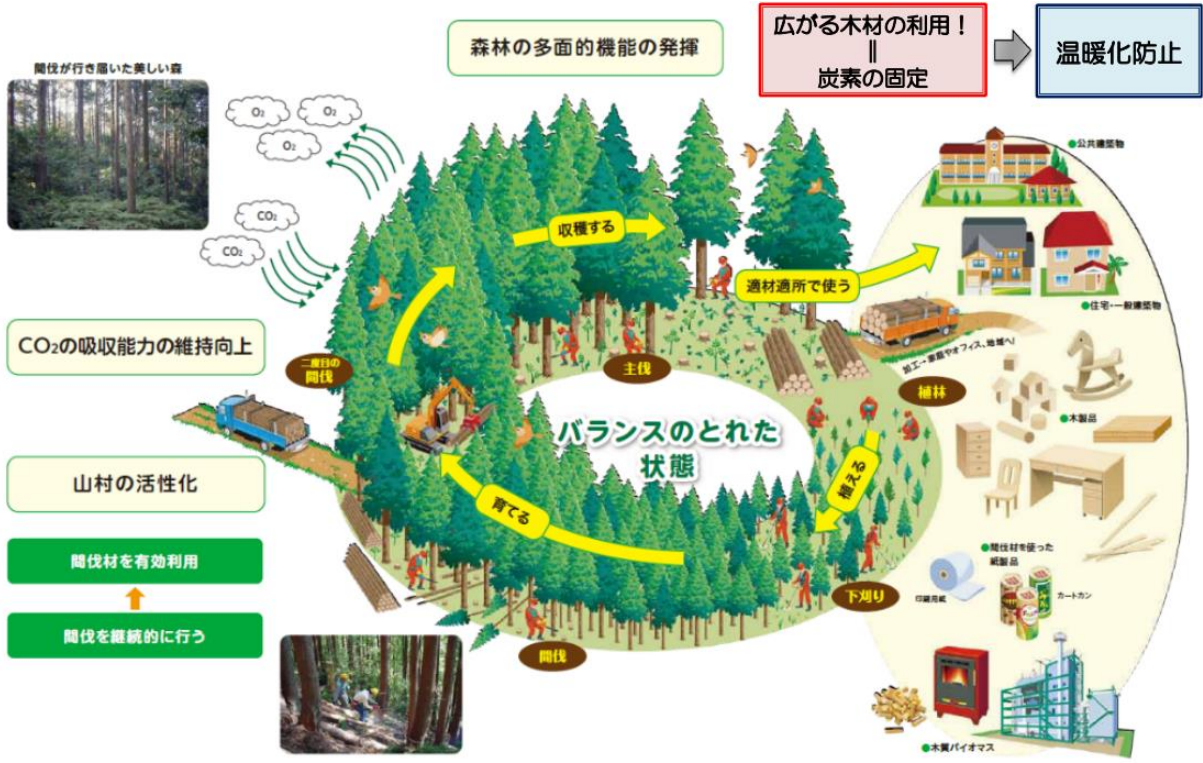 森林の多面的機能の発揮
広がる木材の利用！
||
炭素の固定
温暖化防止
間伐が行き届いた美しい森
O₂
O₂
O₂
CO₂
CO₂
CO₂の吸収能力の維持向上
山村の活性化
間伐材を有効利用
間伐を継続的に行う
収穫する
適材適所で使う
二度目の
間伐
主伐
植林
バランスのとれた
状態
植える
育てる
下刈り
間伐
加工→家庭やオフィス、地域へ!
●公共建築物
●住宅・一般建築物
●木製品
●間伐材を使った
紙製品
印刷用紙
カートカン
●木質バイオマス